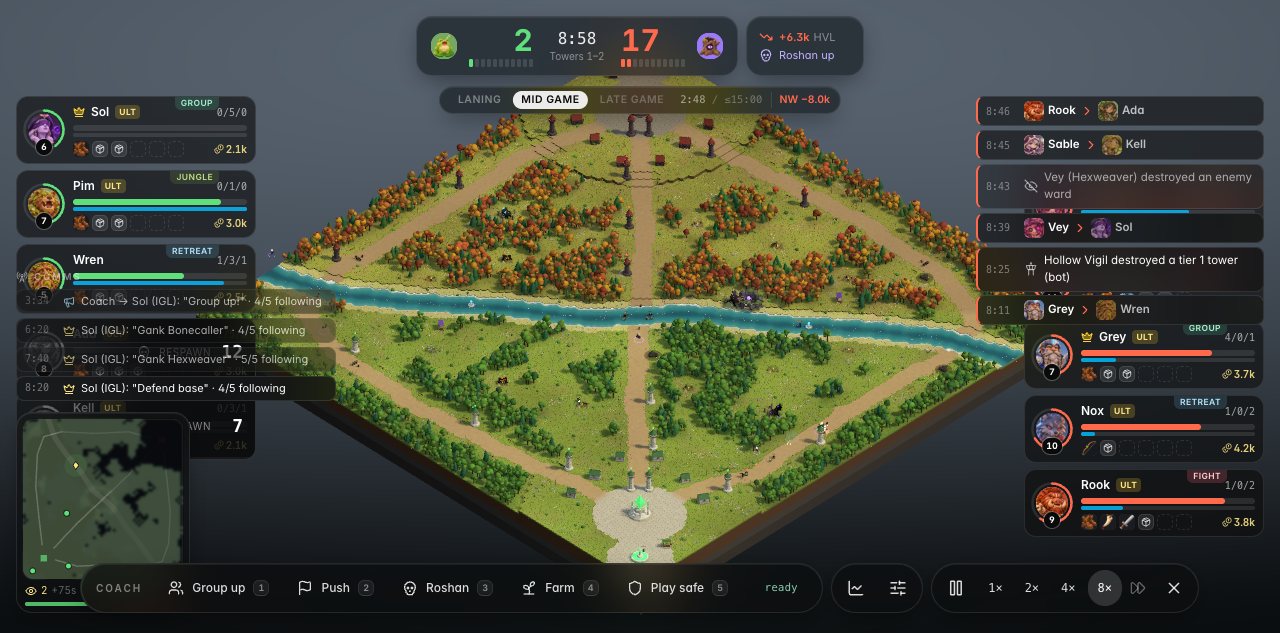 2 8:58 17
Towers 1–2
+6.3k HVL
Roshan up
LANING MID GAME LATE GAME 2:48 / ≤15:00 NW −8.0k
GROUP
Sol ULT 0/5/0
6
2.1k
JUNGLE
Pim ULT 0/1/0
7
3.0k
RETREAT
Wren 1/3/1
Coach → Sol (IGL): "Group up!" · 4/5 following
6:20 Sol (IGL): "Gank Bonecaller" · 4/5 following
RESPAWN 12
7:40 Sol (IGL): "Gank Hexweaver" · 5/5 following
8
8:20 Sol (IGL): "Defend base" · 4/5 following
Kell ULT 0/3/1
7
2.1k
2 +75s
8:46 Rook > Ada
8:45 Sable > Kell
8:43 Vey (Hexweaver) destroyed an enemy
ward
8:39 Vey > Sol
8:25 Hollow Vigil destroyed a tier 1 tower
(bot)
8:11 Grey > Wren
GROUP
Grey ULT 4/0/1
7
3.7k
RETREAT
Nox ULT 1/0/2
10
4.2k
FIGHT
Rook ULT 1/0/2
9
3.8k
COACH Group up 1 Push 2 Roshan 3 Farm 4 Play safe 5 ready
1× 2× 4× 8×